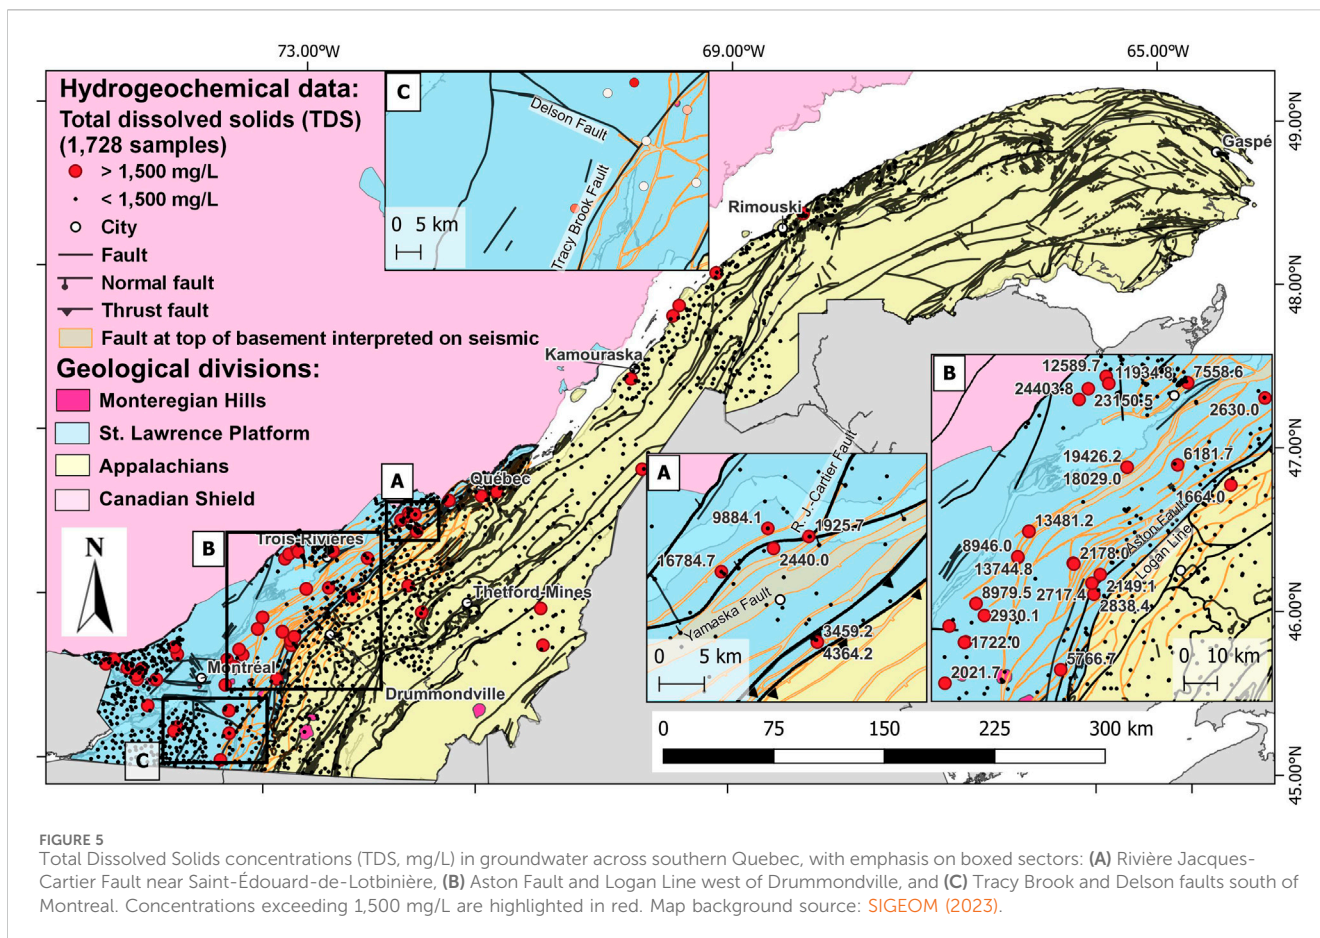 73.00°W
69.00°W
65.00°W
Hydrogeochemical data:
Total dissolved solids (TDS)
(1,728 samples)
> 1,500 mg/L
< 1,500 mg/L
City
Fault
Normal fault
Thrust fault
Fault at top of basement interpreted on seismic
Geological divisions:
Monteregian Hills
St. Lawrence Platform
Appalachians
Canadian Shield
N
C
Delson Fault
Tracy Brook Fault
0 5 km
Gaspé
Rimouski
Kamouraska
Québec
Trois-Rivières
Thetford-Mines
Montréal
Drummondville
A
B
C
A
R. J.-Cartier Fault
9884.1
1925.7
2440.0
16784.7
Yamaska Fault
3459.2
4364.2
0 5 km
B
12589.7
11934.8
7558.6
24403.8
23150.5
2630.0
19426.2
6181.7
18029.0
1664.0
13481.2
Aston Fault
Logan Line
8946.0
2178.0
13744.8
8979.5
2717.4
2149.1
2930.1
2838.4
1722.0
5766.7
2021.7
0 10 km
0 75 150 225 300 km
49.00°N
48.00°N
47.00°N
46.00°N
45.00°N
FIGURE 5
Total Dissolved Solids concentrations (TDS, mg/L) in groundwater across southern Quebec, with emphasis on boxed sectors: (A) Rivière Jacques-
Cartier Fault near Saint-Édouard-de-Lotbinière, (B) Aston Fault and Logan Line west of Drummondville, and (C) Tracy Brook and Delson faults south of
Montreal. Concentrations exceeding 1,500 mg/L are highlighted in red. Map background source: SIGEOM (2023).